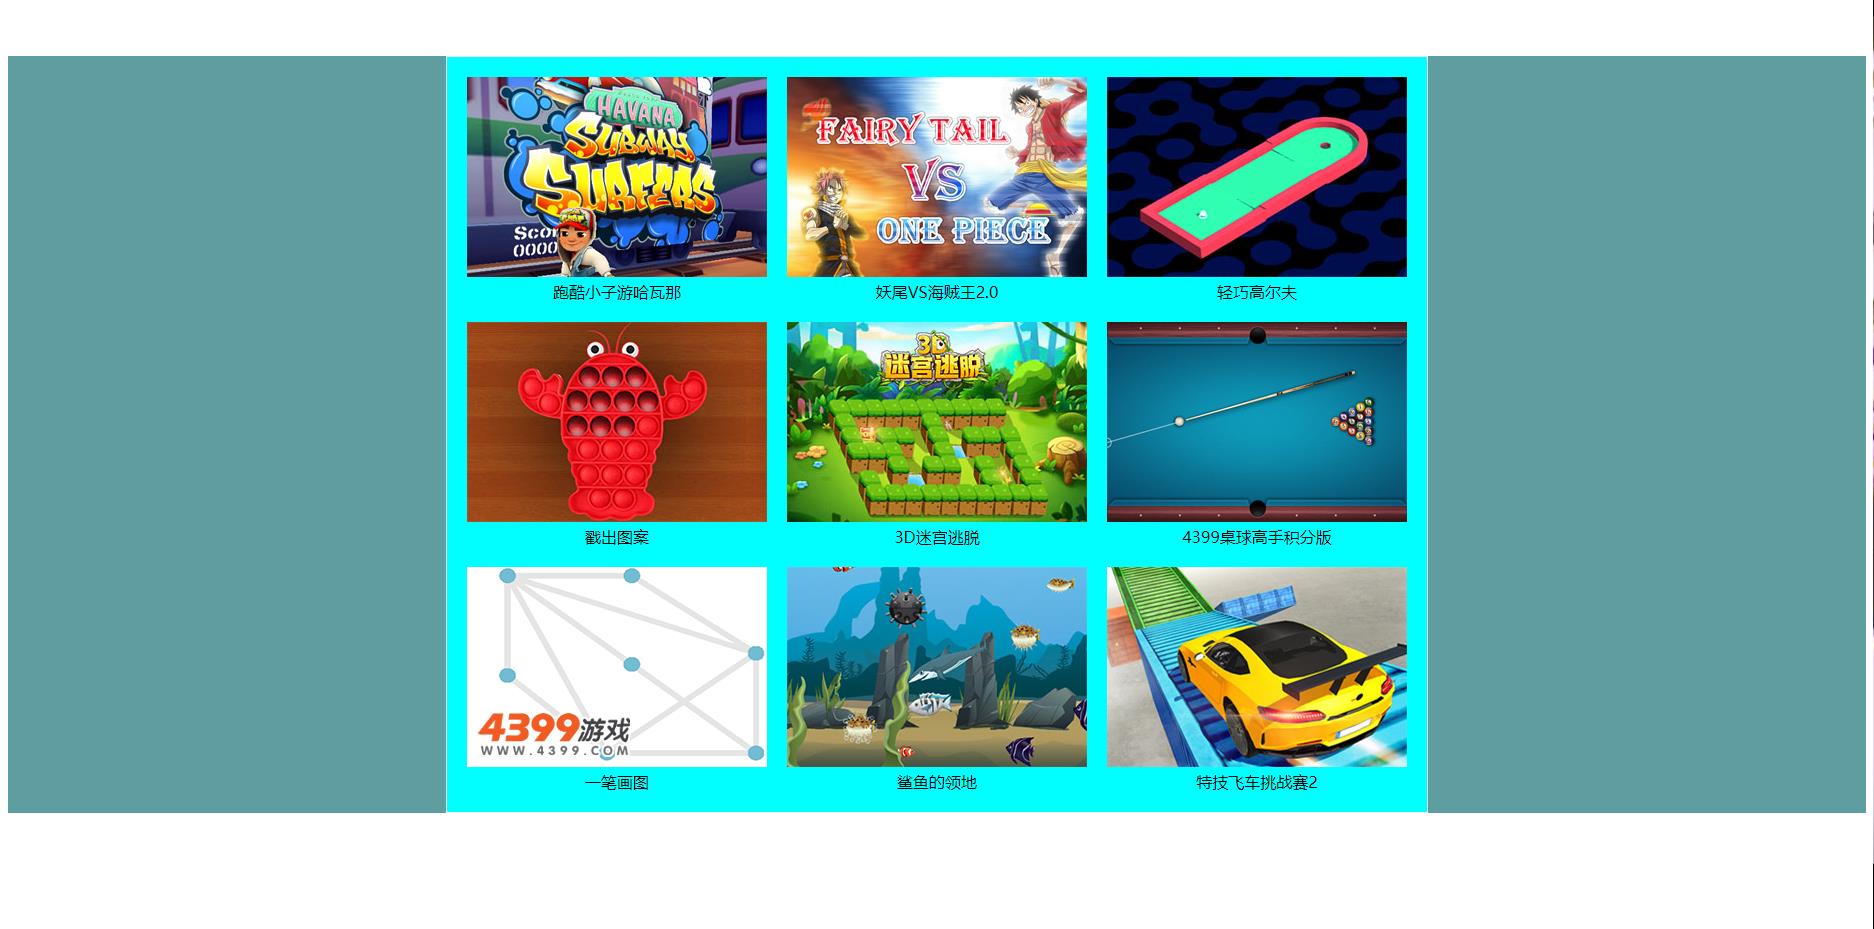 HAVANA
SUBWAY
SURFERS
0000
FAIRY TAIL
VS
ONE PIECE
跑酷小子游哈瓦那
妖尾VS海贼王2.0
轻巧高尔夫
3D
迷宫逃脱
戳出图案
3D迷宫逃脱
4399桌球高手积分版
4399游戏
WWW.4399.COM
一笔画图
鲨鱼的领地
特技飞车挑战赛2